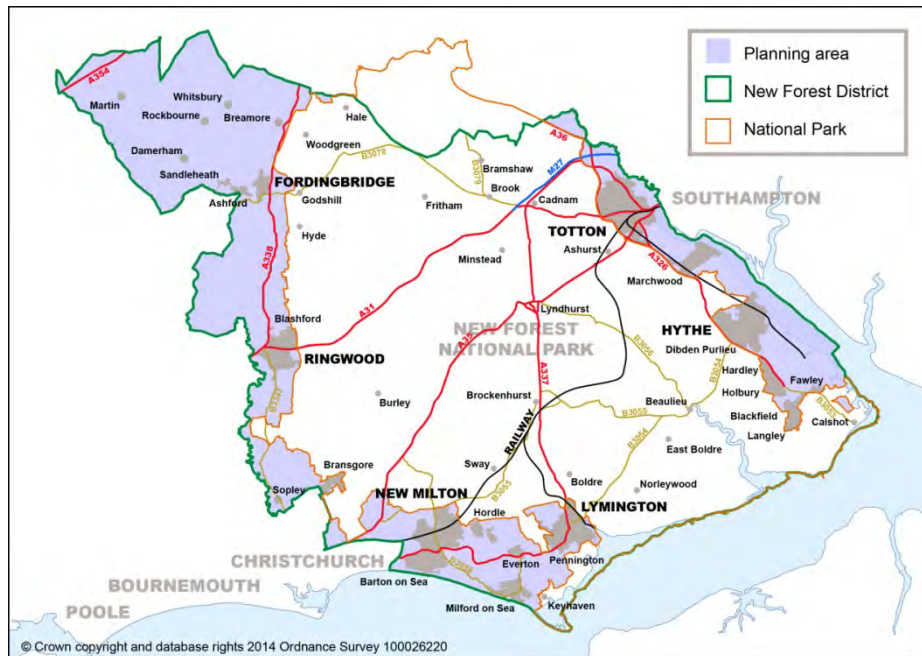 Planning area
New Forest District
National Park
A354
Martin
Whitsbury
Rockbourne
Breamore
Hale
Woodgreen
Damerham
Sandleheath
B3078
B3079
Bramshaw
A36
M27
FORDINGBRIDGE
Ashford
Godshill
Fritham
Brook
Cadnam
SOUTHAMPTON
TOTTON
Hyde
Ashurst
Minstead
A338
A326
Marchwood
A31
Blashford
Lyndhurst
NEW FOREST
NATIONAL PARK
HYTHE
RINGWOOD
A35
B3056
Dibden Purlieu
B3054
A337
Hardley
Fawley
Holbury
B3347
Burley
Brockenhurst
Beaulieu
B3053
Blackfield
Calshot
Langley
B3055
B3054
RAILWAY
East Boldre
Bransgore
Sway
Boldre
Norleywood
Sopley
NEW MILTON
B3055
Hordle
LYMINGTON
CHRISTCHURCH
Everton
Pennington
BOURNEMOUTH
Barton on Sea
B3058
Keyhaven
Milford on Sea
POOLE
© Crown copyright and database rights 2014 Ordnance Survey 100026220